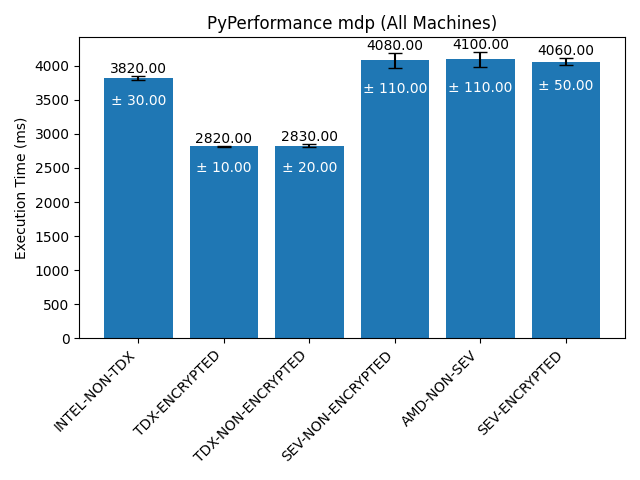 PyPerformance mdp (All Machines)
Execution Time (ms)
4000
3500
3000
2500
2000
1500
1000
500
0
3820.00
± 30.00
2820.00
± 10.00
2830.00
± 20.00
4080.00
± 110.00
4100.00
± 110.00
4060.00
± 50.00
INTEL-NON-TDX
TDX-ENCRYPTED
TDX-NON-ENCRYPTED
SEV-NON-ENCRYPTED
AMD-NON-SEV
SEV-ENCRYPTED